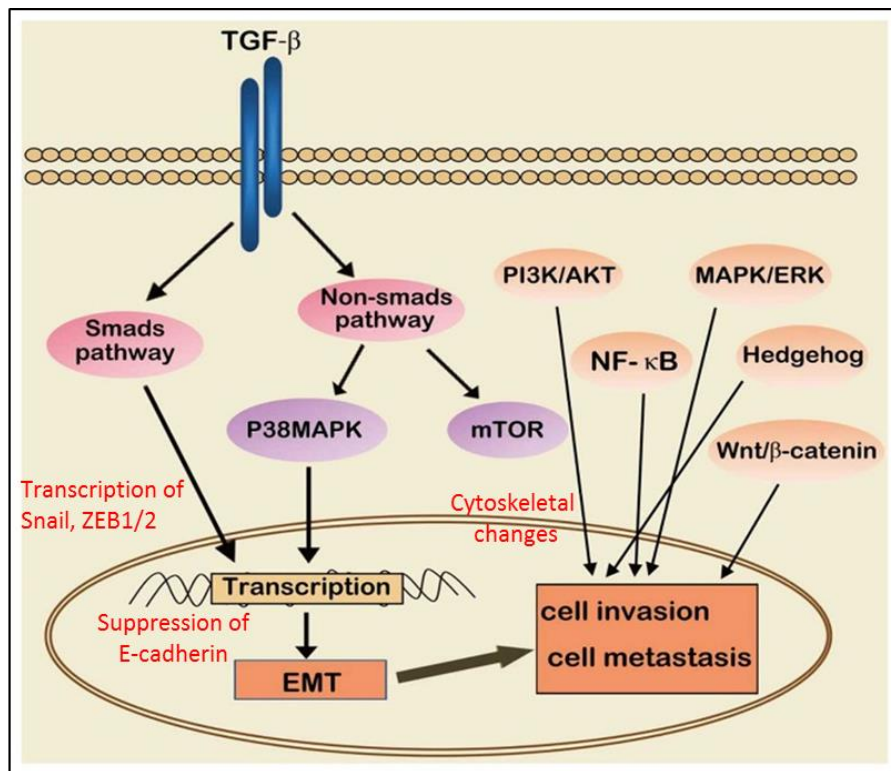 TGF-β
PI3K/AKT
MAPK/ERK
Non-smads
pathway
Smads
pathway
NF- κB
Hedgehog
P38MAPK
mTOR
Wnt/β-catenin
Transcription of
Snail, ZEB1/2
Cytoskeletal
changes
Transcription
Suppression of
E-cadherin
cell invasion
cell metastasis
EMT